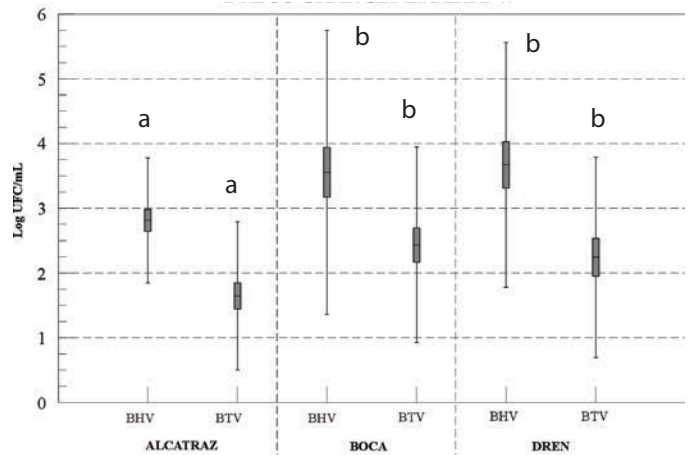 6
b
b
5
a
b
b
4
a
3
2
1
0
Log UFC/mL
BHV BTV BHV BTV BHV BTV
ALCATRAZ BOCA DREN